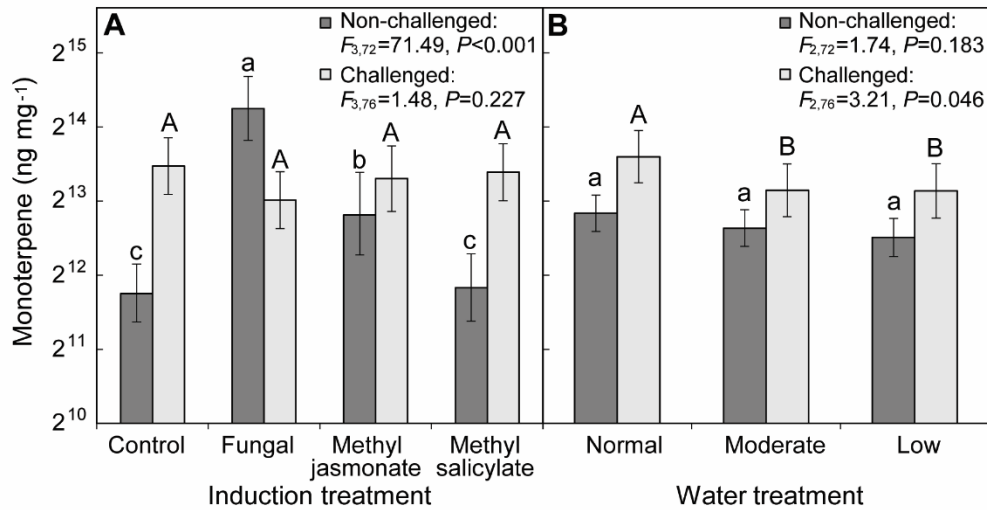 A
Non-challenged:
F3,72=71.49, P<0.001
Challenged:
F3,76=1.48, P=0.227
B
Non-challenged:
F2,72=1.74, P=0.183
Challenged:
F2,76=3.21, P=0.046
Monoterpene (ng mg-1)
2^15
2^14
2^13
2^12
2^11
2^10
c
A
a
A
b
A
c
A
a
A
a
B
a
B
Control
Fungal
Methyl
jasmonate
Methyl
salicylate
Normal
Moderate
Low
Induction treatment
Water treatment